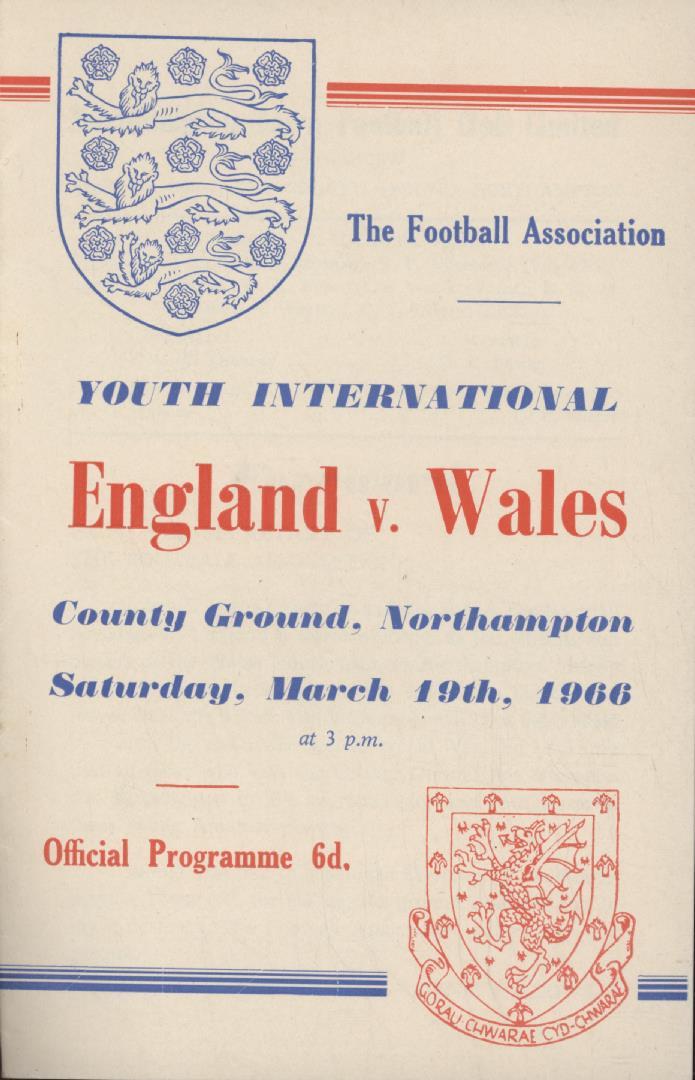 The Football Association
YOUTH INTERNATIONAL
England v. Wales
County Ground, Northampton
Saturday, March 19th, 1966
at 3 p.m.
Official Programme 6d.
GORAU CHWARAE CYD-CHWARAE